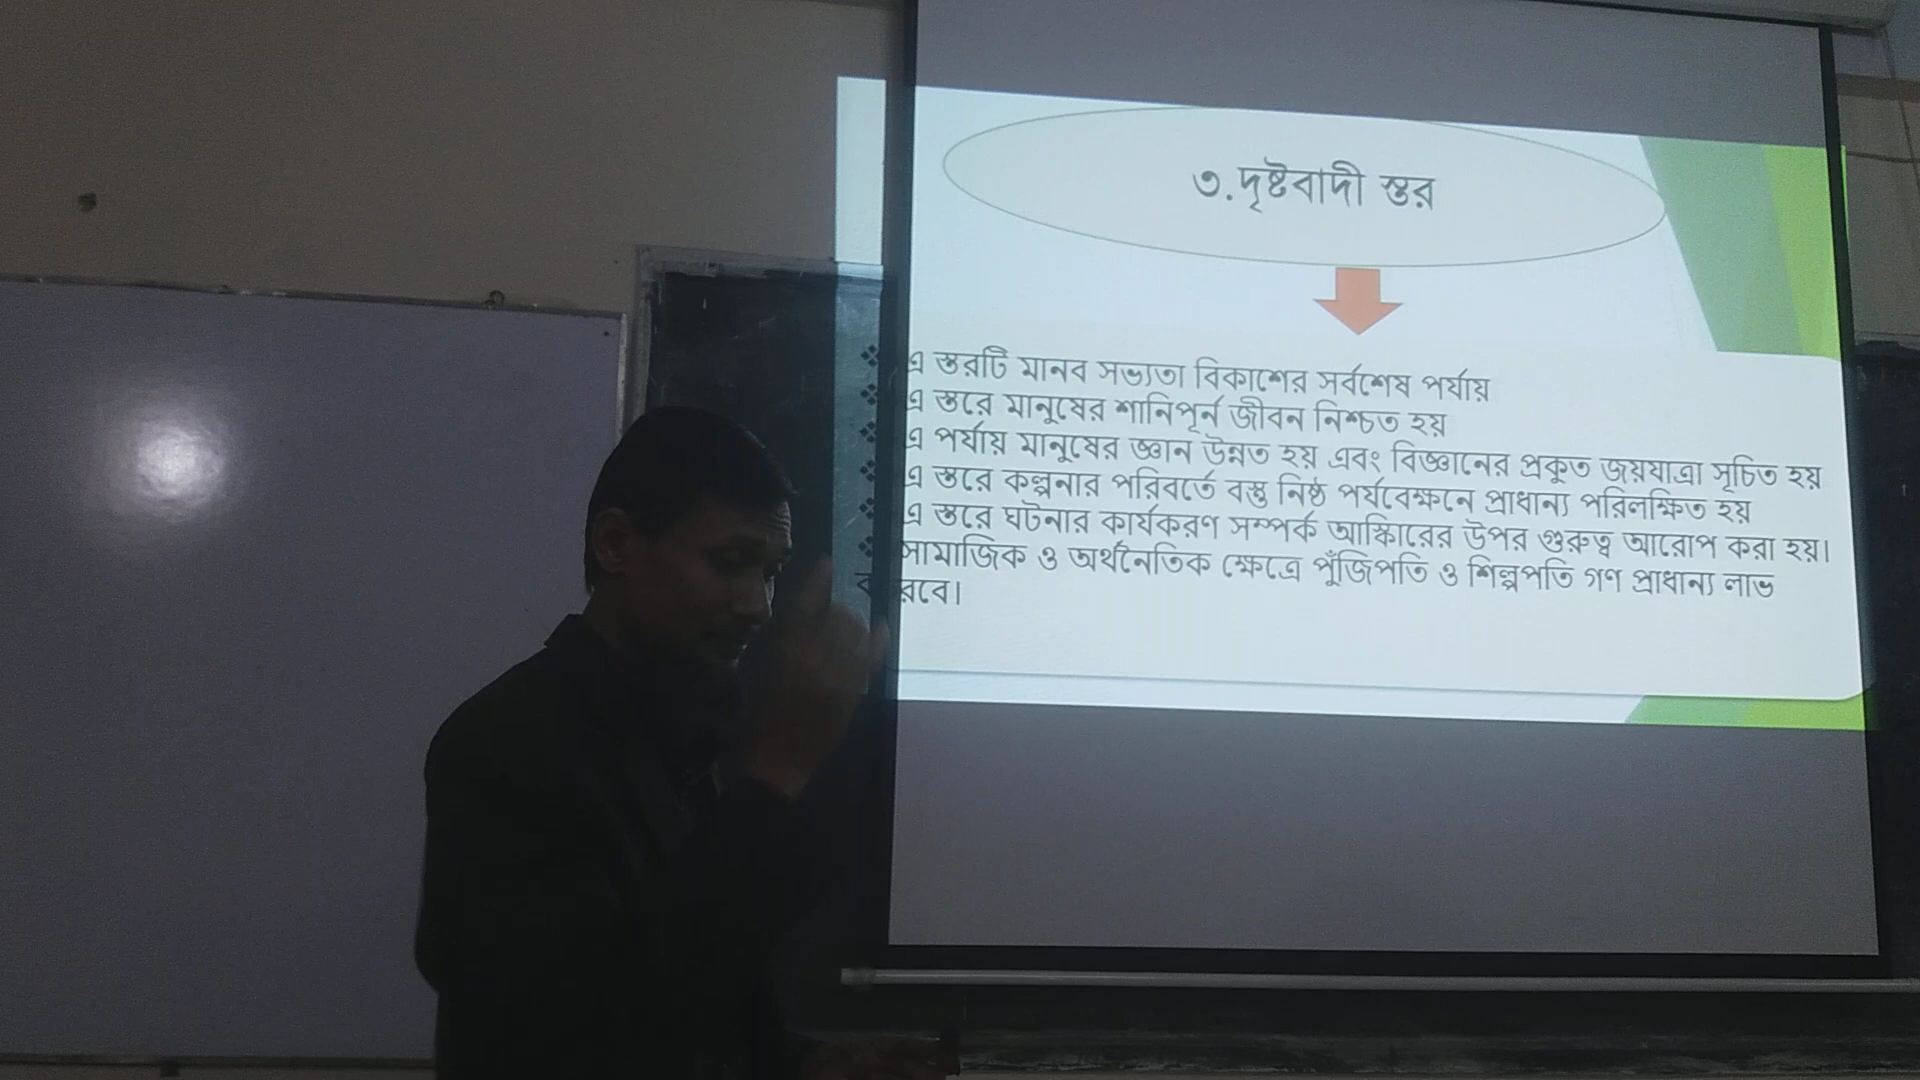 ৩.দৃষ্টবাদী স্তর
❖ এ স্তরটি মানব সভ্যতা বিকাশের সর্বশেষ পর্যায়
❖ এ স্তরে মানুষের শানিপূর্ন জীবন নিশ্চত হয়
❖ এ পর্যায় মানুষের জ্ঞান উন্নত হয় এবং বিজ্ঞানের প্রকৃত জয়যাত্রা সূচিত হয়
❖ এ স্তরে কল্পনার পরিবর্তে বস্তু নিষ্ঠ পর্যবেক্ষনে প্রাধান্য পরিলক্ষিত হয়
❖ এ স্তরে ঘটনার কার্যকরণ সম্পর্ক আস্কিারের উপর গুরুত্ব আরোপ করা হয়।
❖ সামাজিক ও অর্থনৈতিক ক্ষেত্রে পুঁজিপতি ও শিল্পপতি গণ প্রাধান্য লাভ
করবে।